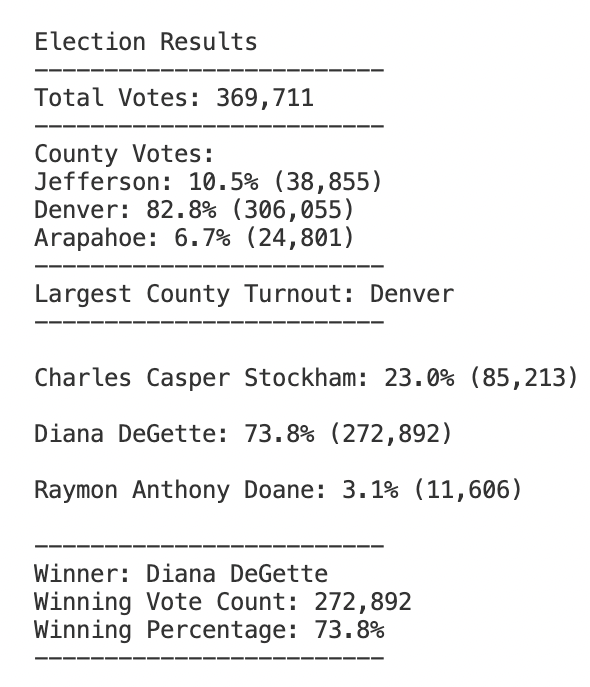 Election Results
-------------------------
Total Votes: 369,711
-------------------------
County Votes:
Jefferson: 10.5% (38,855)
Denver: 82.8% (306,055)
Arapahoe: 6.7% (24,801)
-------------------------
Largest County Turnout: Denver
-------------------------
Charles Casper Stockham: 23.0% (85,213)
Diana DeGette: 73.8% (272,892)
Raymon Anthony Doane: 3.1% (11,606)
-------------------------
Winner: Diana DeGette
Winning Vote Count: 272,892
Winning Percentage: 73.8%
-------------------------